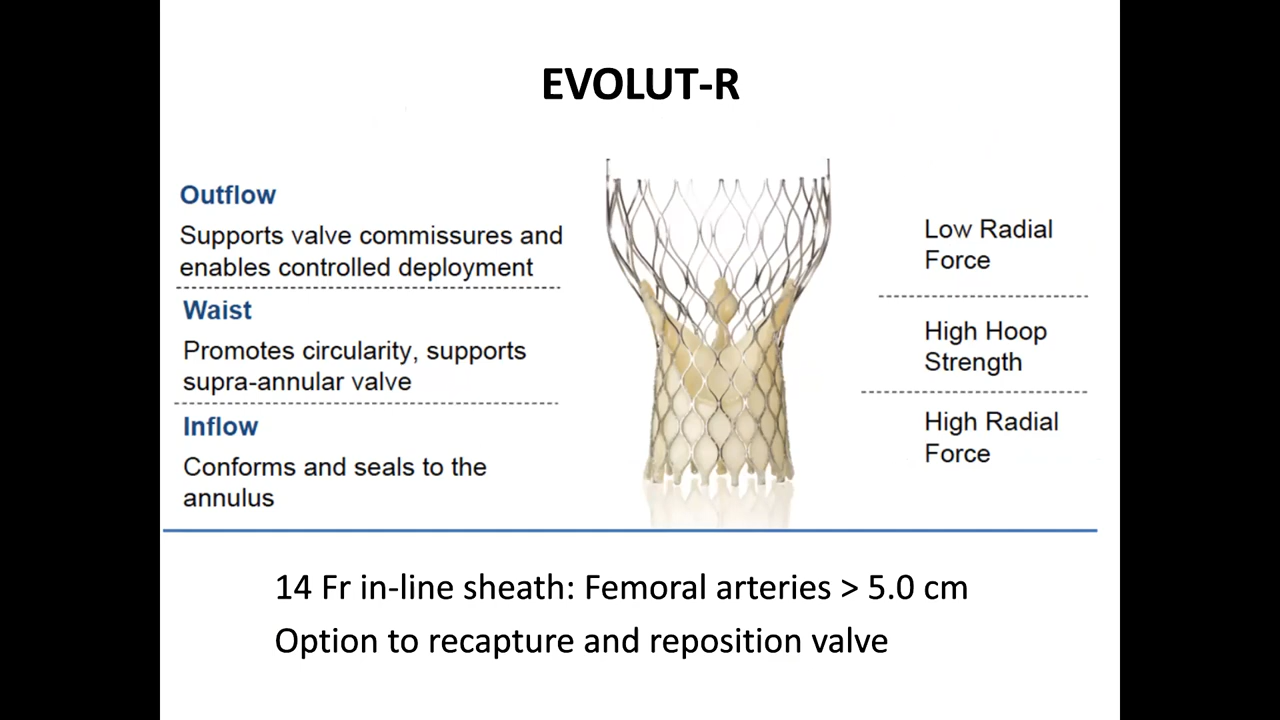 EVOLUT-R
Outflow
Supports valve commissures and
enables controlled deployment
Waist
Promotes circularity, supports
supra-annular valve
Inflow
Conforms and seals to the
annulus
Low Radial
Force
High Hoop
Strength
High Radial
Force
14 Fr in-line sheath: Femoral arteries > 5.0 cm
Option to recapture and reposition valve